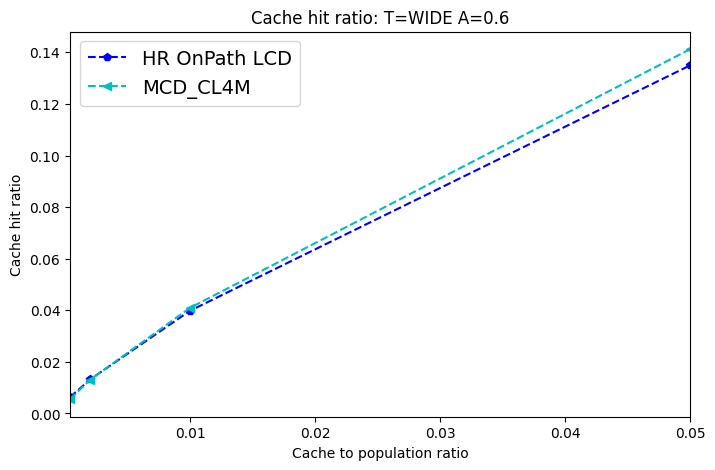 Cache hit ratio: T=WIDE A=0.6
HR OnPath LCD
MCD_CL4M
Cache hit ratio
0.14
0.12
0.10
0.08
0.06
0.04
0.02
0.00
0.01 0.02 0.03 0.04 0.05
Cache to population ratio